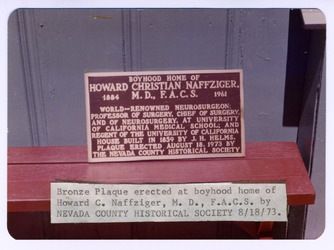 BOYHOOD HOME OF
HOWARD CHRISTIAN NAFFZIGER,
1884 M. D., F. A. C. S. 1961
WORLD-RENOWNED NEUROSURGEON;
PROFESSOR OF SURGERY, CHIEF OF SURGERY,
AND OF NEUROSURGERY, AT UNIVERSITY
OF CALIFORNIA MEDICAL SCHOOL; AND
REGENT OF THE UNIVERSITY OF CALIFORNIA
HOUSE BUILT IN 1859 BY J. H. HELMS.
PLAQUE ERECTED AUGUST 18, 1973 BY
THE NEVADA COUNTY HISTORICAL SOCIETY
Bronze Plaque erected at boyhood home of
Howard C. Naffziger, M. D., F.A.C.S. by
NEVADA COUNTY HISTORICAL SOCIETY 8/18/73.